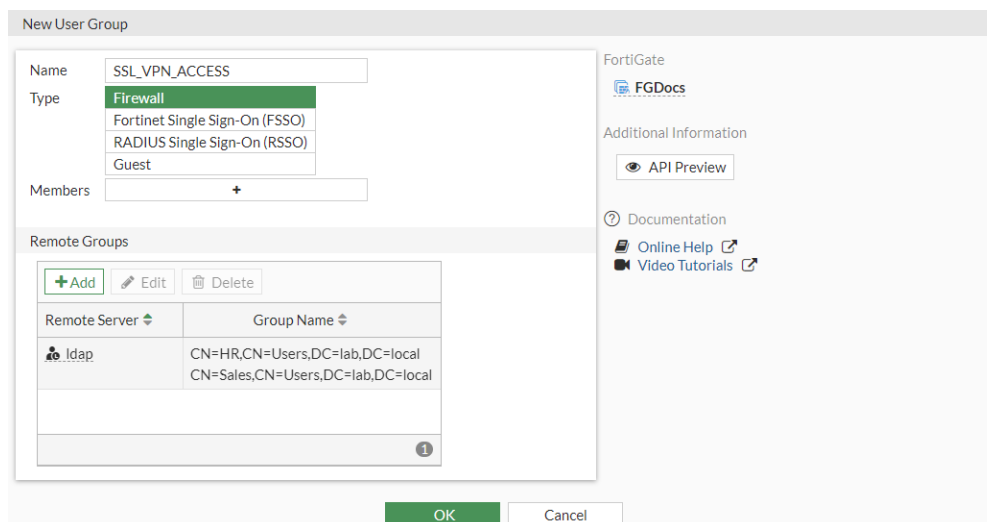 New User Group
Name SSL_VPN_ACCESS
Type Firewall
Fortinet Single Sign-On (FSSO)
RADIUS Single Sign-On (RSSO)
Guest
Members +
Remote Groups
+Add Edit Delete
Remote Server Group Name
ldap CN=HR,CN=Users,DC=lab,DC=local
CN=Sales,CN=Users,DC=lab,DC=local
1
FortiGate
FGDocs
Additional Information
API Preview
Documentation
Online Help
Video Tutorials
OK Cancel